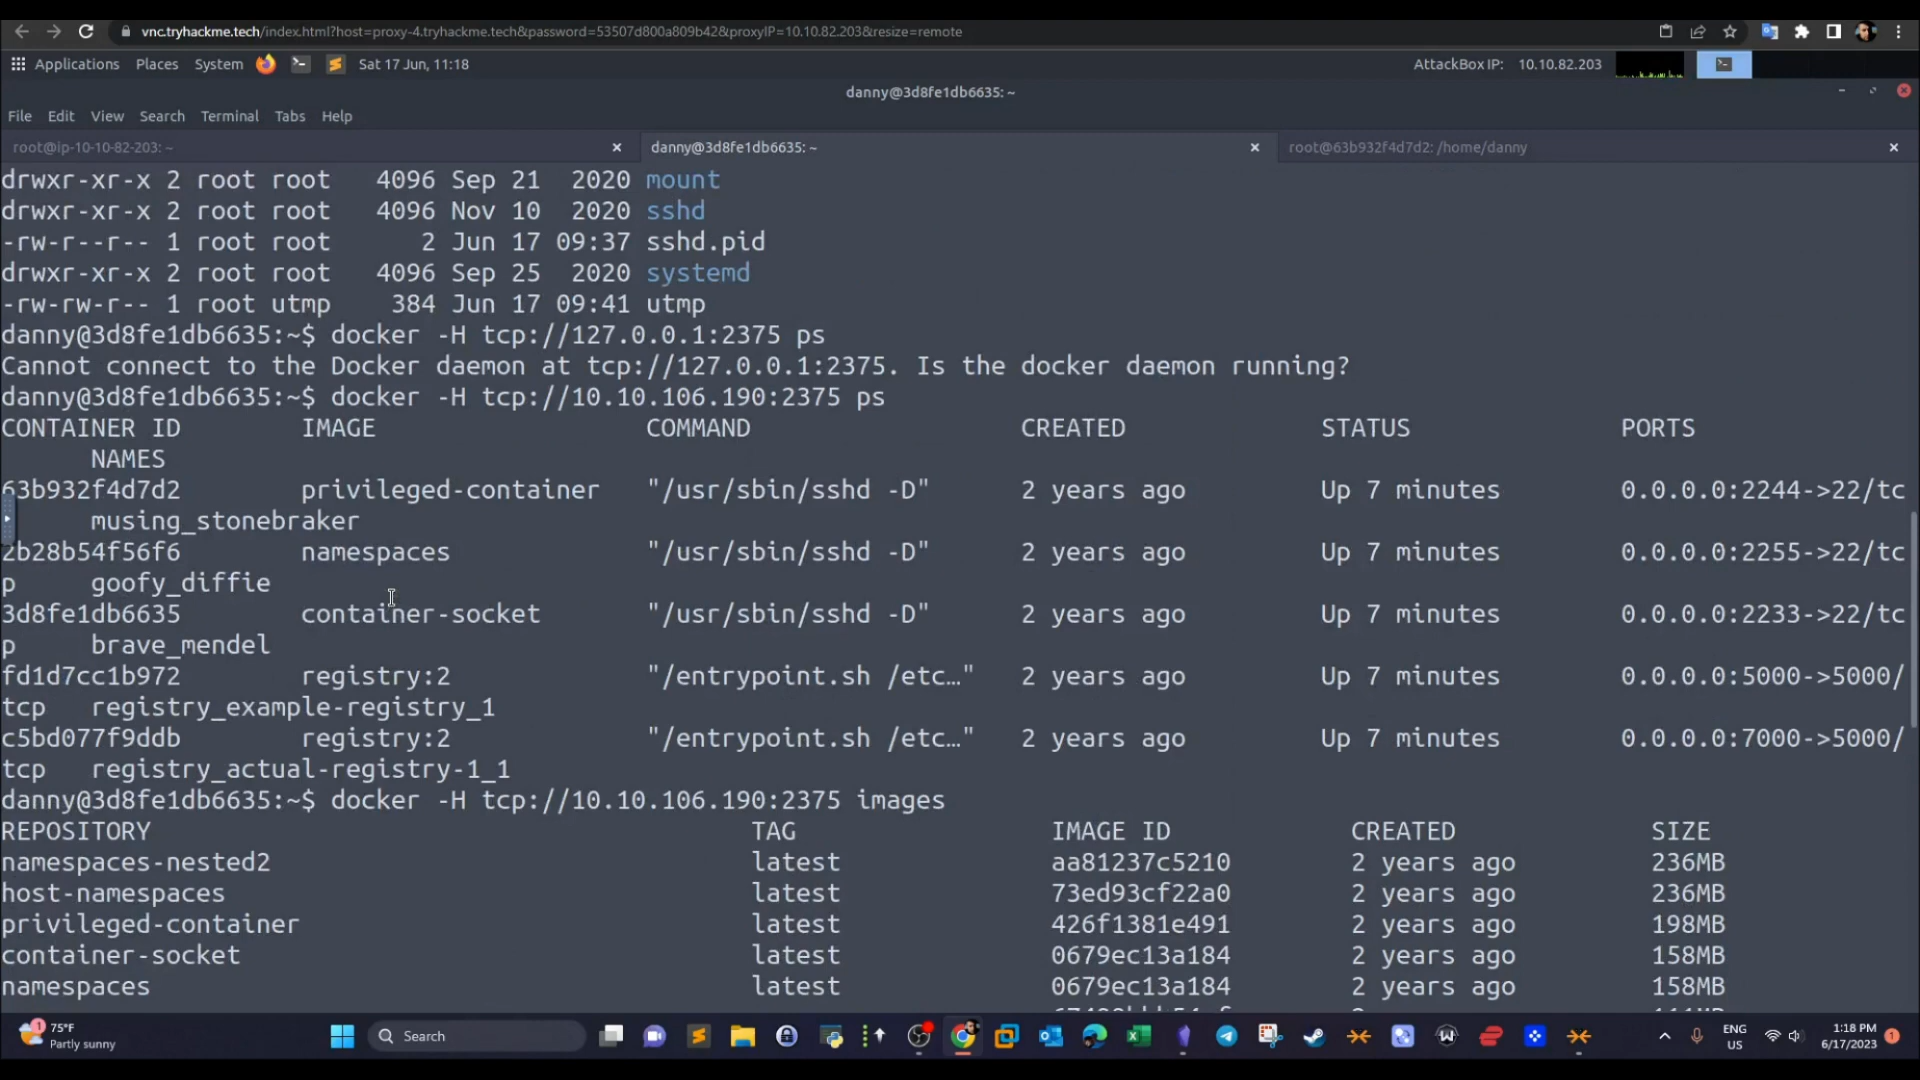 vnc.tryhackme.tech/index.html?host=proxy-4.tryhackme.tech&password=53507d800a809b42&proxyIP=10.10.82.203&resize=remote
Applications Places System Sat 17 Jun, 11:18 AttackBox IP: 10.10.82.203
danny@3d8fe1db6635: ~
File Edit View Search Terminal Tabs Help
root@ip-10-10-82-203: ~ danny@3d8fe1db6635: ~ root@63b932f4d7d2: /home/danny
drwxr-xr-x 2 root root 4096 Sep 21 2020 mount
drwxr-xr-x 2 root root 4096 Nov 10 2020 sshd
-rw-r--r-- 1 root root 2 Jun 17 09:37 sshd.pid
drwxr-xr-x 2 root root 4096 Sep 25 2020 systemd
-rw-rw-r-- 1 root utmp 384 Jun 17 09:41 utmp
danny@3d8fe1db6635:~$ docker -H tcp://127.0.0.1:2375 ps
Cannot connect to the Docker daemon at tcp://127.0.0.1:2375. Is the docker daemon running?
danny@3d8fe1db6635:~$ docker -H tcp://10.10.106.190:2375 ps
CONTAINER ID IMAGE COMMAND CREATED STATUS PORTS
NAMES
63b932f4d7d2 privileged-container "/usr/sbin/sshd -D" 2 years ago Up 7 minutes 0.0.0.0:2244->22/tc
musing_stonebraker
2b28b54f56f6 namespaces "/usr/sbin/sshd -D" 2 years ago Up 7 minutes 0.0.0.0:2255->22/tc
p goofy_diffie
3d8fe1db6635 container-socket "/usr/sbin/sshd -D" 2 years ago Up 7 minutes 0.0.0.0:2233->22/tc
p brave_mendel
fd1d7cc1b972 registry:2 "/entrypoint.sh /etc…" 2 years ago Up 7 minutes 0.0.0.0:5000->5000/
tcp registry_example-registry_1
c5bd077f9ddb registry:2 "/entrypoint.sh /etc…" 2 years ago Up 7 minutes 0.0.0.0:7000->5000/
tcp registry_actual-registry-1_1
danny@3d8fe1db6635:~$ docker -H tcp://10.10.106.190:2375 images
REPOSITORY TAG IMAGE ID CREATED SIZE
namespaces-nested2 latest aa81237c5210 2 years ago 236MB
host-namespaces latest 73ed93cf22a0 2 years ago 236MB
privileged-container latest 426f1381e491 2 years ago 198MB
container-socket latest 0679ec13a184 2 years ago 158MB
namespaces latest 0679ec13a184 2 years ago 158MB
1 75°F
Partly sunny
Search
ENG
US
1:18 PM
6/17/2023
1